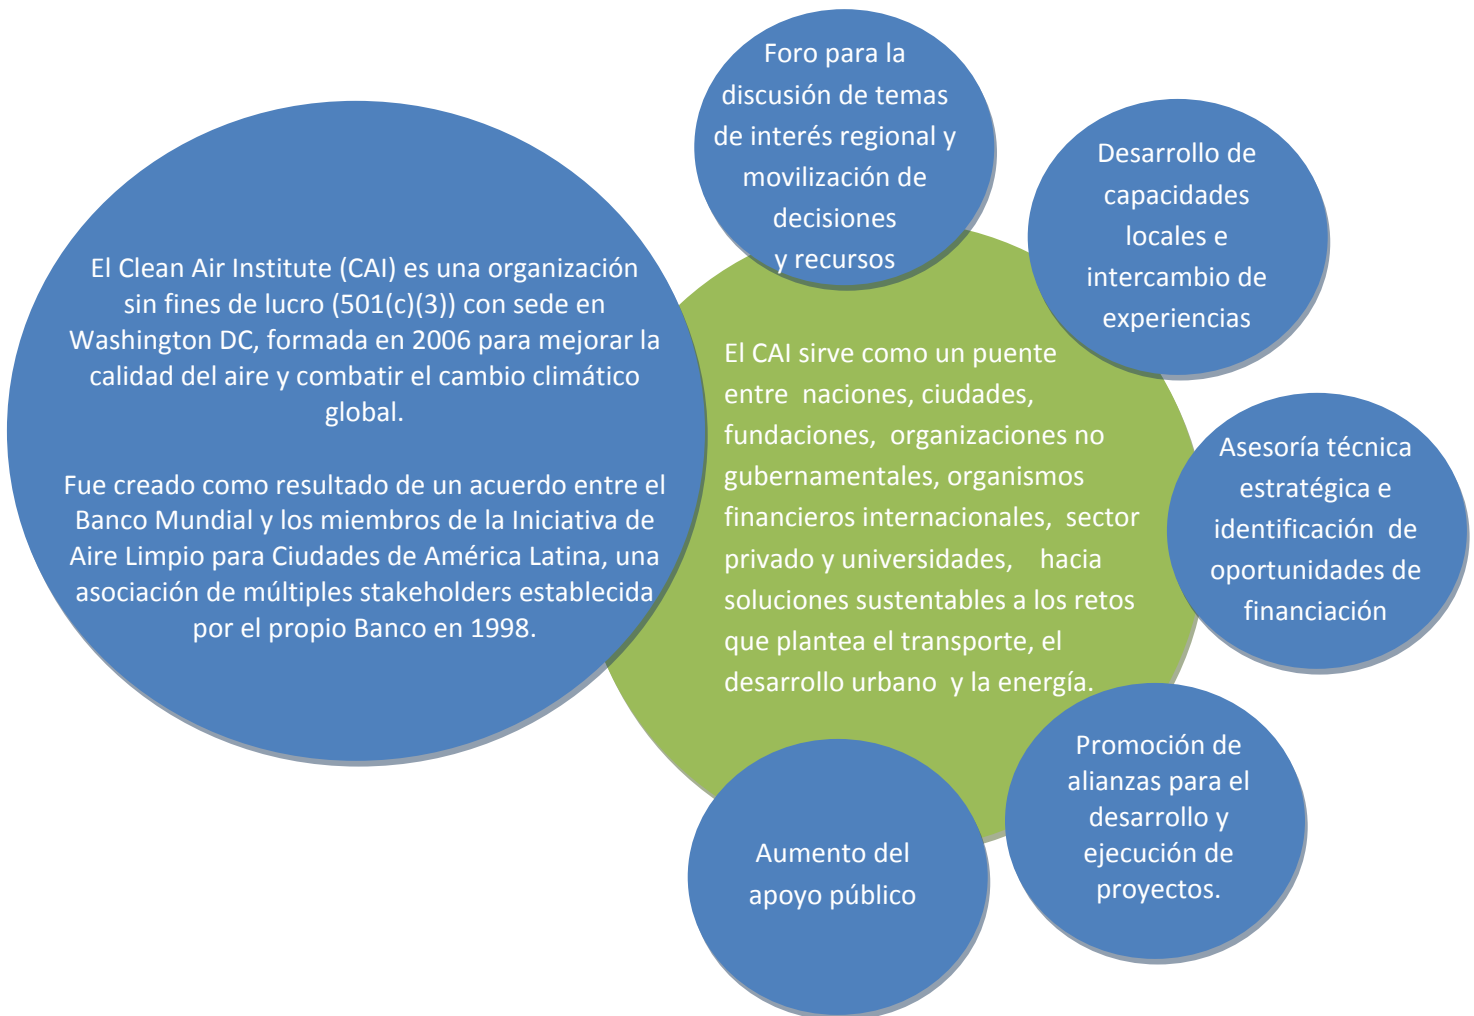 El Clean Air Institute (CAI) es una organización
sin fines de lucro (501(c)(3)) con sede en
Washington DC, formada en 2006 para mejorar la
calidad del aire y combatir el cambio climático
global.
Fue creado como resultado de un acuerdo entre el
Banco Mundial y los miembros de la Iniciativa de
Aire Limpio para Ciudades de América Latina, una
asociación de múltiples stakeholders establecida
por el propio Banco en 1998.
El CAI sirve como un puente
entre naciones, ciudades,
fundaciones, organizaciones no
gubernamentales, organismos
financieros internacionales, sector
privado y universidades, hacia
soluciones sustentables a los retos
que plantea el transporte, el
desarrollo urbano y la energía.
Foro para la
discusión de temas
de interés regional y
movilización de
decisiones
y recursos
Desarrollo de
capacidades
locales e
intercambio de
experiencias
Asesoría técnica
estratégica e
identificación de
oportunidades de
financiación
Promoción de
alianzas para el
desarrollo y
ejecución de
proyectos.
Aumento del
apoyo público